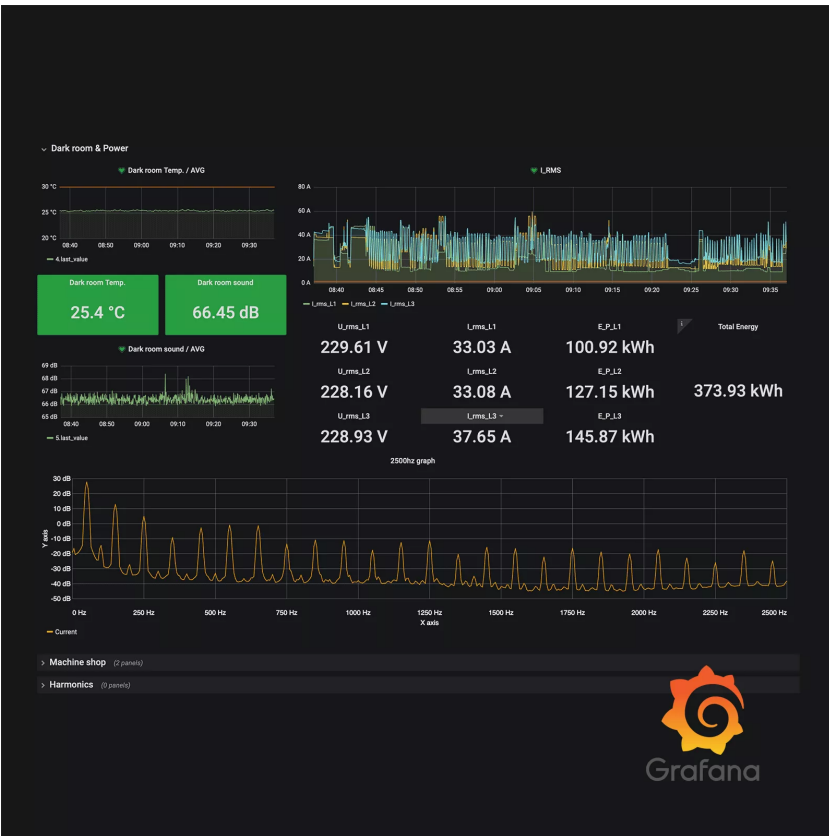 Dark room & Power
Dark room Temp. / AVG
30 °C
25 °C
20 °C
08:40 08:50 09:00 09:10 09:20 09:30
4.last_value
Dark room Temp.
25.4 °C
Dark room sound
66.45 dB
Dark room sound / AVG
69 dB
68 dB
67 dB
66 dB
65 dB
08:40 08:50 09:00 09:10 09:20 09:30
5.last_value
I_RMS
80 A
60 A
40 A
20 A
0 A
08:40 08:45 08:50 08:55 09:00 09:05 09:10 09:15 09:20 09:25 09:30 09:35
I_rms_L1 I_rms_L2 I_rms_L3
U_rms_L1 I_rms_L1 E_P_L1 Total Energy
229.61 V 33.03 A 100.92 kWh
U_rms_L2 I_rms_L2 E_P_L2
228.16 V 33.08 A 127.15 kWh 373.93 kWh
U_rms_L3 I_rms_L3 E_P_L3
228.93 V 37.65 A 145.87 kWh
2500hz graph
30 dB
20 dB
10 dB
0 dB
-10 dB
-20 dB
-30 dB
-40 dB
-50 dB
Y axis
0 Hz 250 Hz 500 Hz 750 Hz 1000 Hz 1250 Hz 1500 Hz 1750 Hz 2000 Hz 2250 Hz 2500 Hz
X axis
Current
Machine shop (2 panels)
Harmonics (0 panels)
Grafana